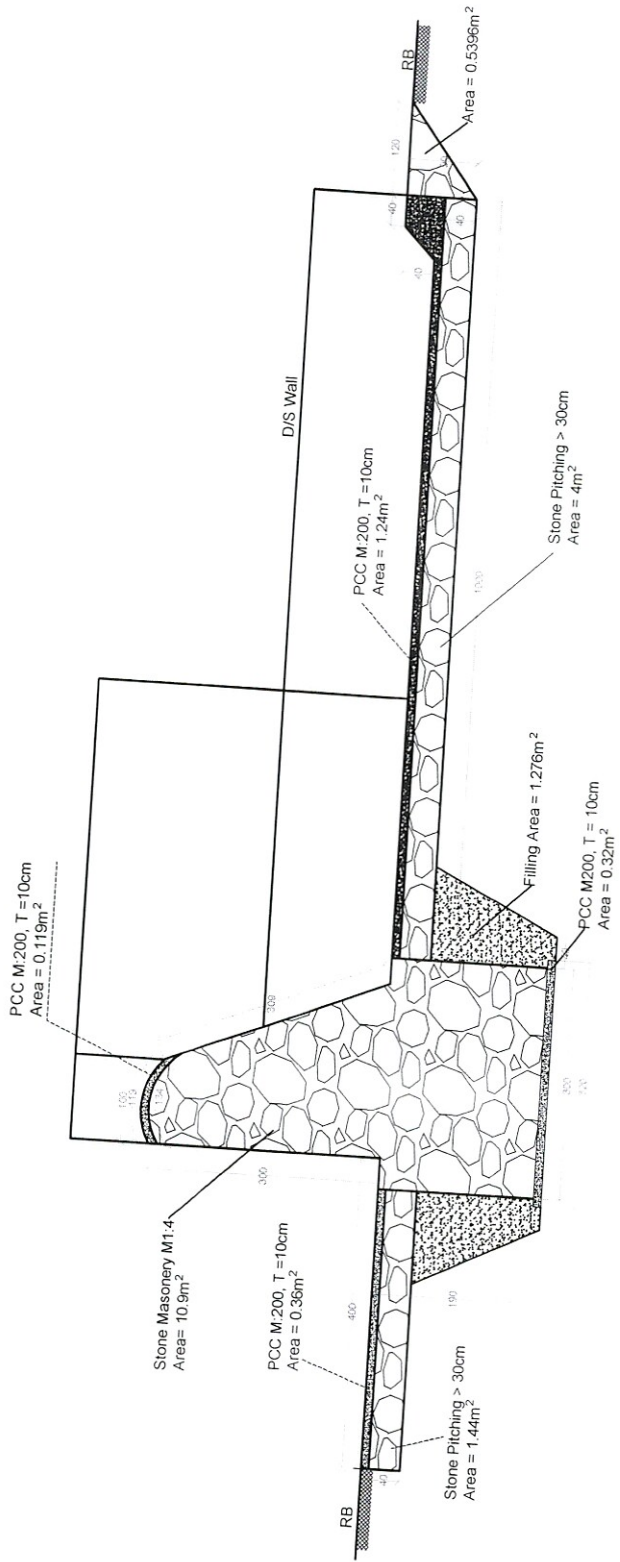 RB
Area = 0.5396m²
120
40
40
40
D/S Wall
PCC M:200, T =10cm
Area = 1.24m²
Stone Pitching > 30cm
Area = 4m²
Filling Area = 1.276m²
PCC M200, T = 10cm
Area = 0.32m²
PCC M:200, T =10cm
Area = 0.119m²
309
119
134
300
300
Stone Masonery M1:4
Area= 10.9m²
400
PCC M:200, T =10cm
Area = 0.36m²
190
Stone Pitching > 30cm
Area = 1.44m²
40
RB